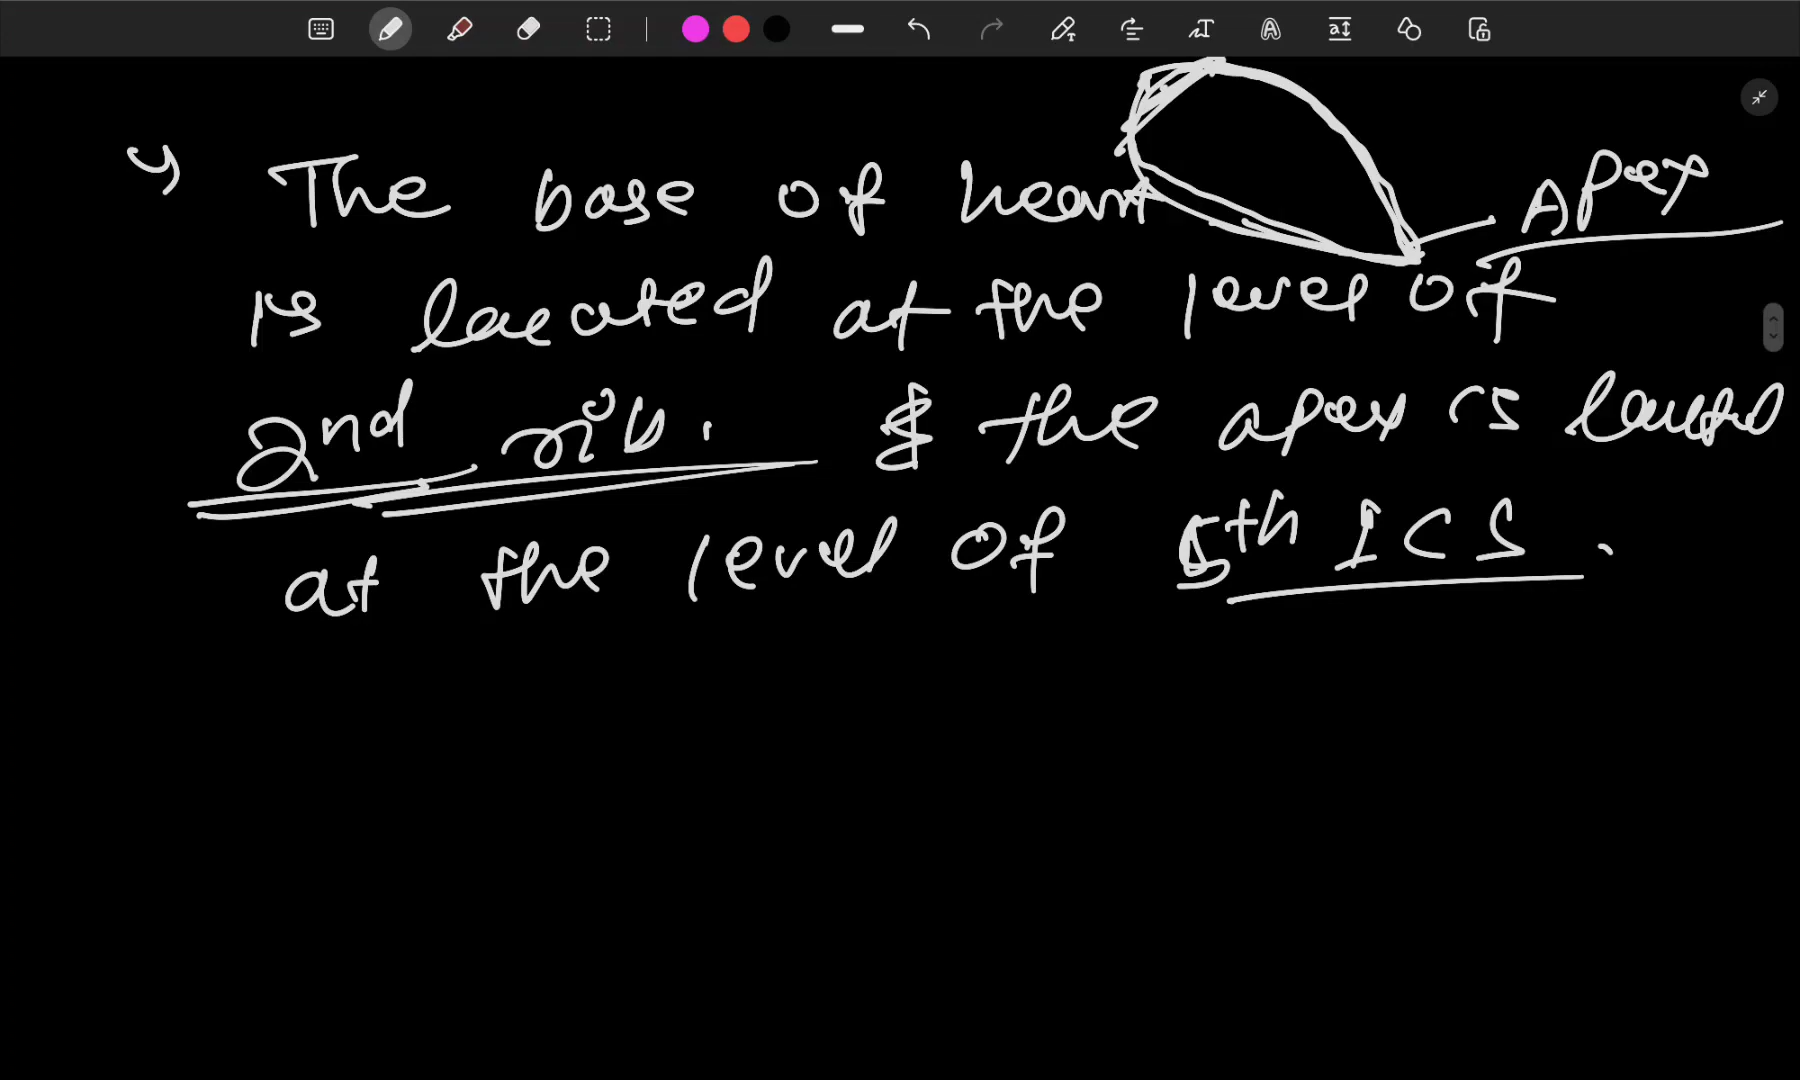 Apex
The base of heart
is located at the level of
2nd rib. & the apex is located
at the level of 5th ICS.